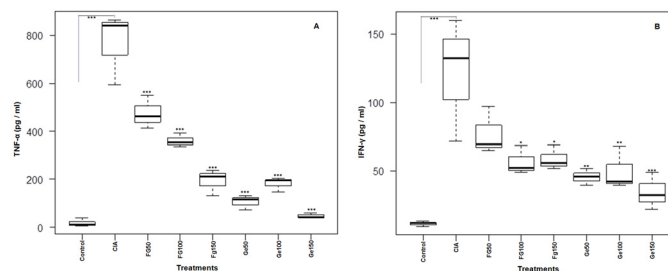 A
TNF-α (pg / ml)
800
600
400
200
0
***
***
***
***
***
***
***
Control
CIA
FG50
FG100
Fg150
Ge50
Ge100
Ge150
Treatments
B
IFN-γ (pg / ml)
150
100
50
***
*
*
**
**
***
Control
CIA
FG50
FG100
Fg150
Ge50
Ge100
Ge150
Treatments